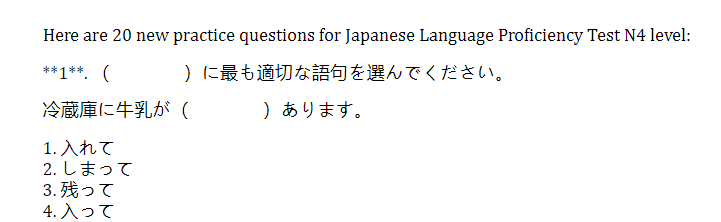 Here are 20 new practice questions for Japanese Language Proficiency Test N4 level:
**1**. (　　　　) に最も適切な語句を選んでください。
冷蔵庫に牛乳が (　　　　) あります。
1. 入れて
2. しまって
3. 残って
4. 入って